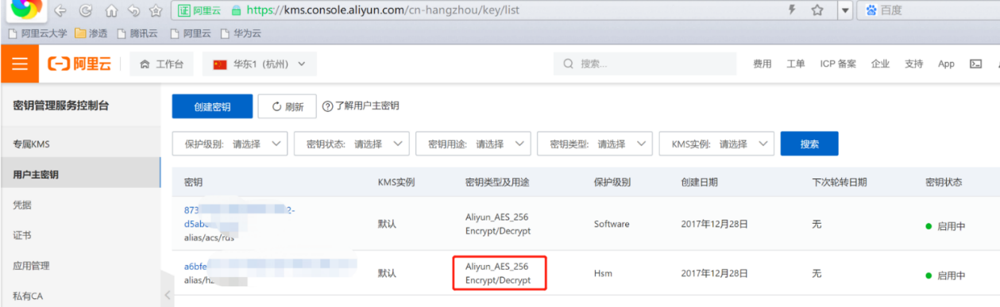 证 阿里云 https://kms.console.aliyun.com/cn-hangzhou/key/list 百度
阿里云大学 渗透 腾讯云 阿里云 华为云
阿里云 工作台 华东1（杭州） 搜索... 费用 工单 ICP 备案 企业 支持 App
密钥管理服务控制台
专属KMS
用户主密钥
凭据
证书
应用管理
私有CA
创建密钥 刷新 了解用户主密钥
保护级别: 请选择 密钥状态: 请选择 密钥用途: 请选择 密钥类型: 请选择 KMS实例: 请选择 搜索
密钥 KMS实例 密钥类型及用途 保护级别 创建日期 下次轮转日期 密钥状态
873 2-
d5ab
alias/acs/rds
默认
Aliyun_AES_256
Encrypt/Decrypt
Software 2017年12月28日 无 启用中
a6bfe
alias/h
默认
Aliyun_AES_256
Encrypt/Decrypt
Hsm 2017年12月28日 无 启用中